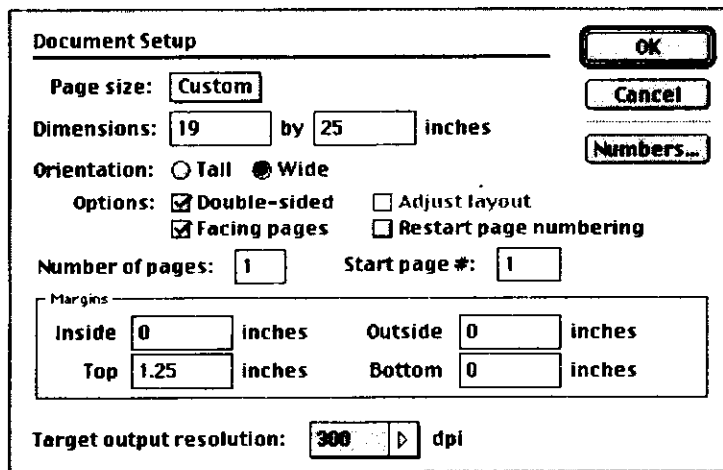 Document Setup
OK
Page size: Custom
Cancel
Dimensions: 19 by 25 inches
Numbers...
Orientation: Tall Wide
Options: Double-sided Adjust layout
Facing pages Restart page numbering
Number of pages: 1 Start page #: 1
Margins
Inside 0 inches Outside 0 inches
Top 1.25 inches Bottom 0 inches
Target output resolution: 300 dpi